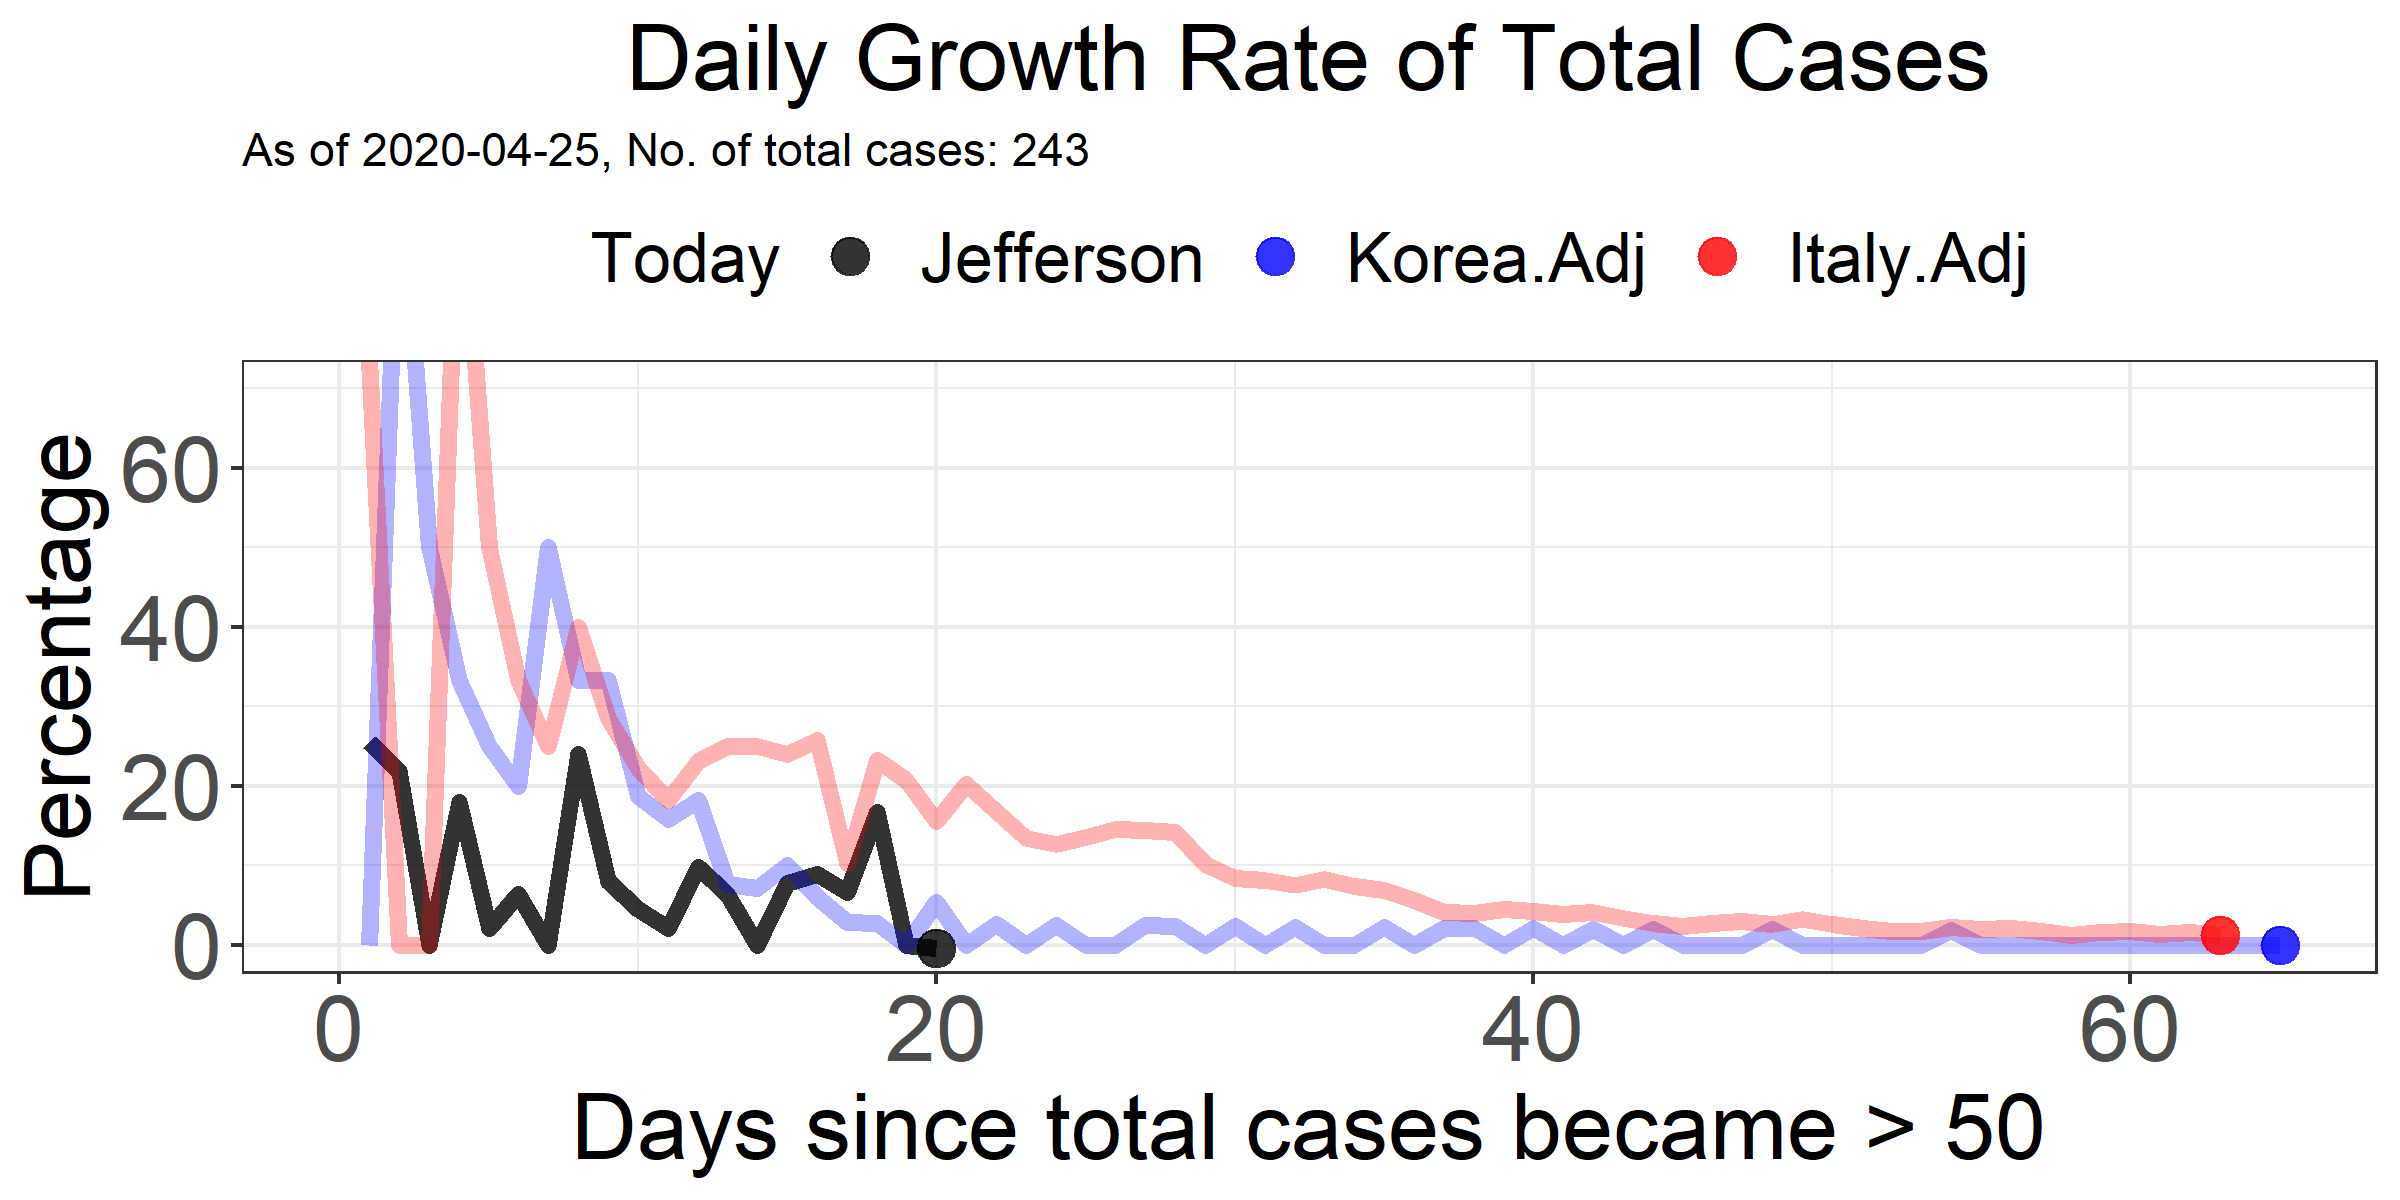 Daily Growth Rate of Total Cases
As of 2020-04-25, No. of total cases: 243
Today Jefferson Korea.Adj Italy.Adj
Percentage
60
40
20
0
0 20 40 60
Days since total cases became > 50